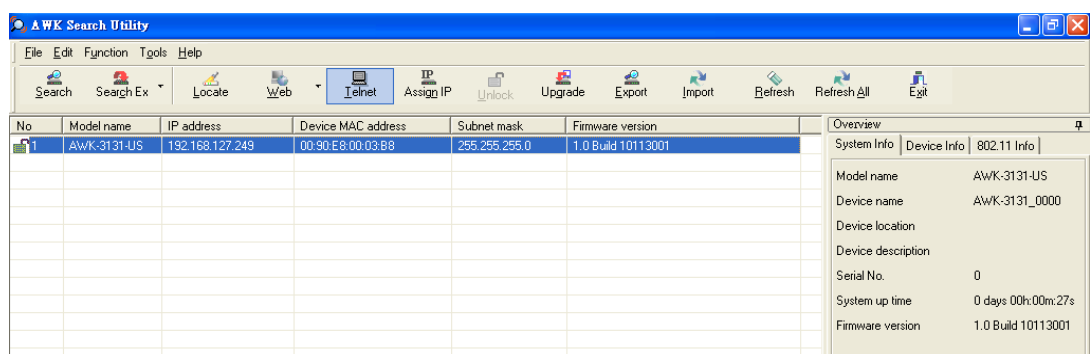 AWK Search Utility
File Edit Function Tools Help
Search Search Ex Locate Web Telnet Assign IP Unlock Upgrade Export Import Refresh Refresh All Exit
No Model name IP address Device MAC address Subnet mask Firmware version
1 AWK-3131-US 192.168.127.249 00:90:E8:00:03:B8 255.255.255.0 1.0 Build 10113001
Overview
System Info Device Info 802.11 Info
Model name AWK-3131-US
Device name AWK-3131_0000
Device location
Device description
Serial No. 0
System up time 0 days 00h:00m:27s
Firmware version 1.0 Build 10113001